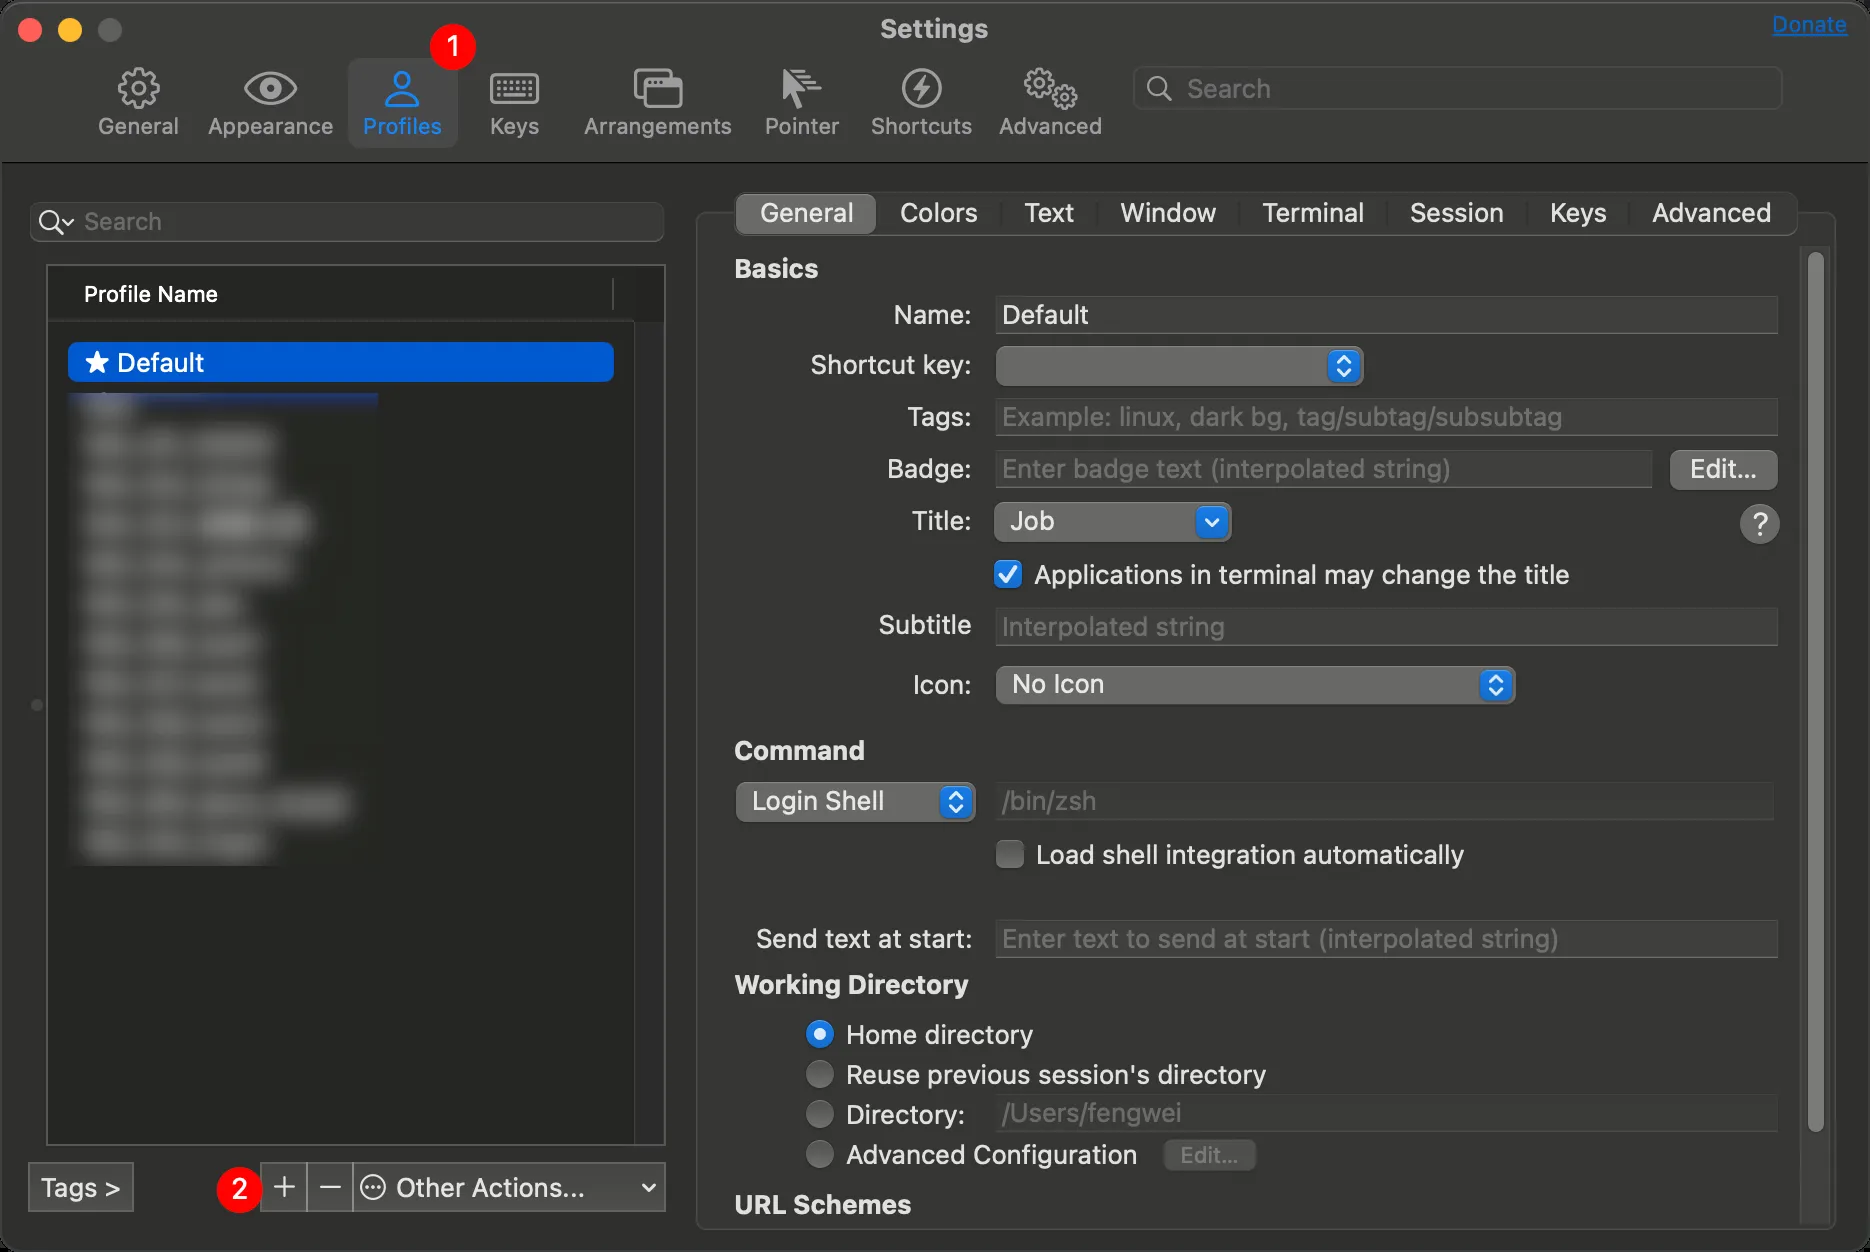 Settings
Donate
1
General
Appearance
Profiles
Keys
Arrangements
Pointer
Shortcuts
Advanced
Search
Search
Profile Name
Default
Tags >
2
+
−
Other Actions...
General
Colors
Text
Window
Terminal
Session
Keys
Advanced
Basics
Name:
Default
Shortcut key:
Tags:
Example: linux, dark bg, tag/subtag/subsubtag
Badge:
Enter badge text (interpolated string)
Edit...
Title:
Job
?
Applications in terminal may change the title
Subtitle
Interpolated string
Icon:
No Icon
Command
Login Shell
/bin/zsh
Load shell integration automatically
Send text at start:
Enter text to send at start (interpolated string)
Working Directory
Home directory
Reuse previous session's directory
Directory:
/Users/fengwei
Advanced Configuration
Edit...
URL Schemes